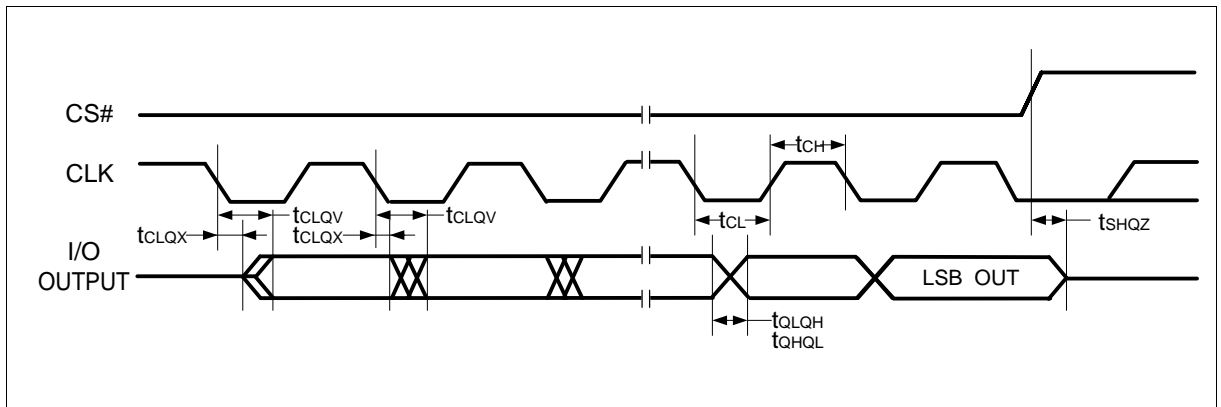 CS#
CLK
tCH
tCLQV
tCLQV
tCL
tCLQX
tCLQX
tSHQZ
I/O
OUTPUT
LSB OUT
tQLQH
tQHQL